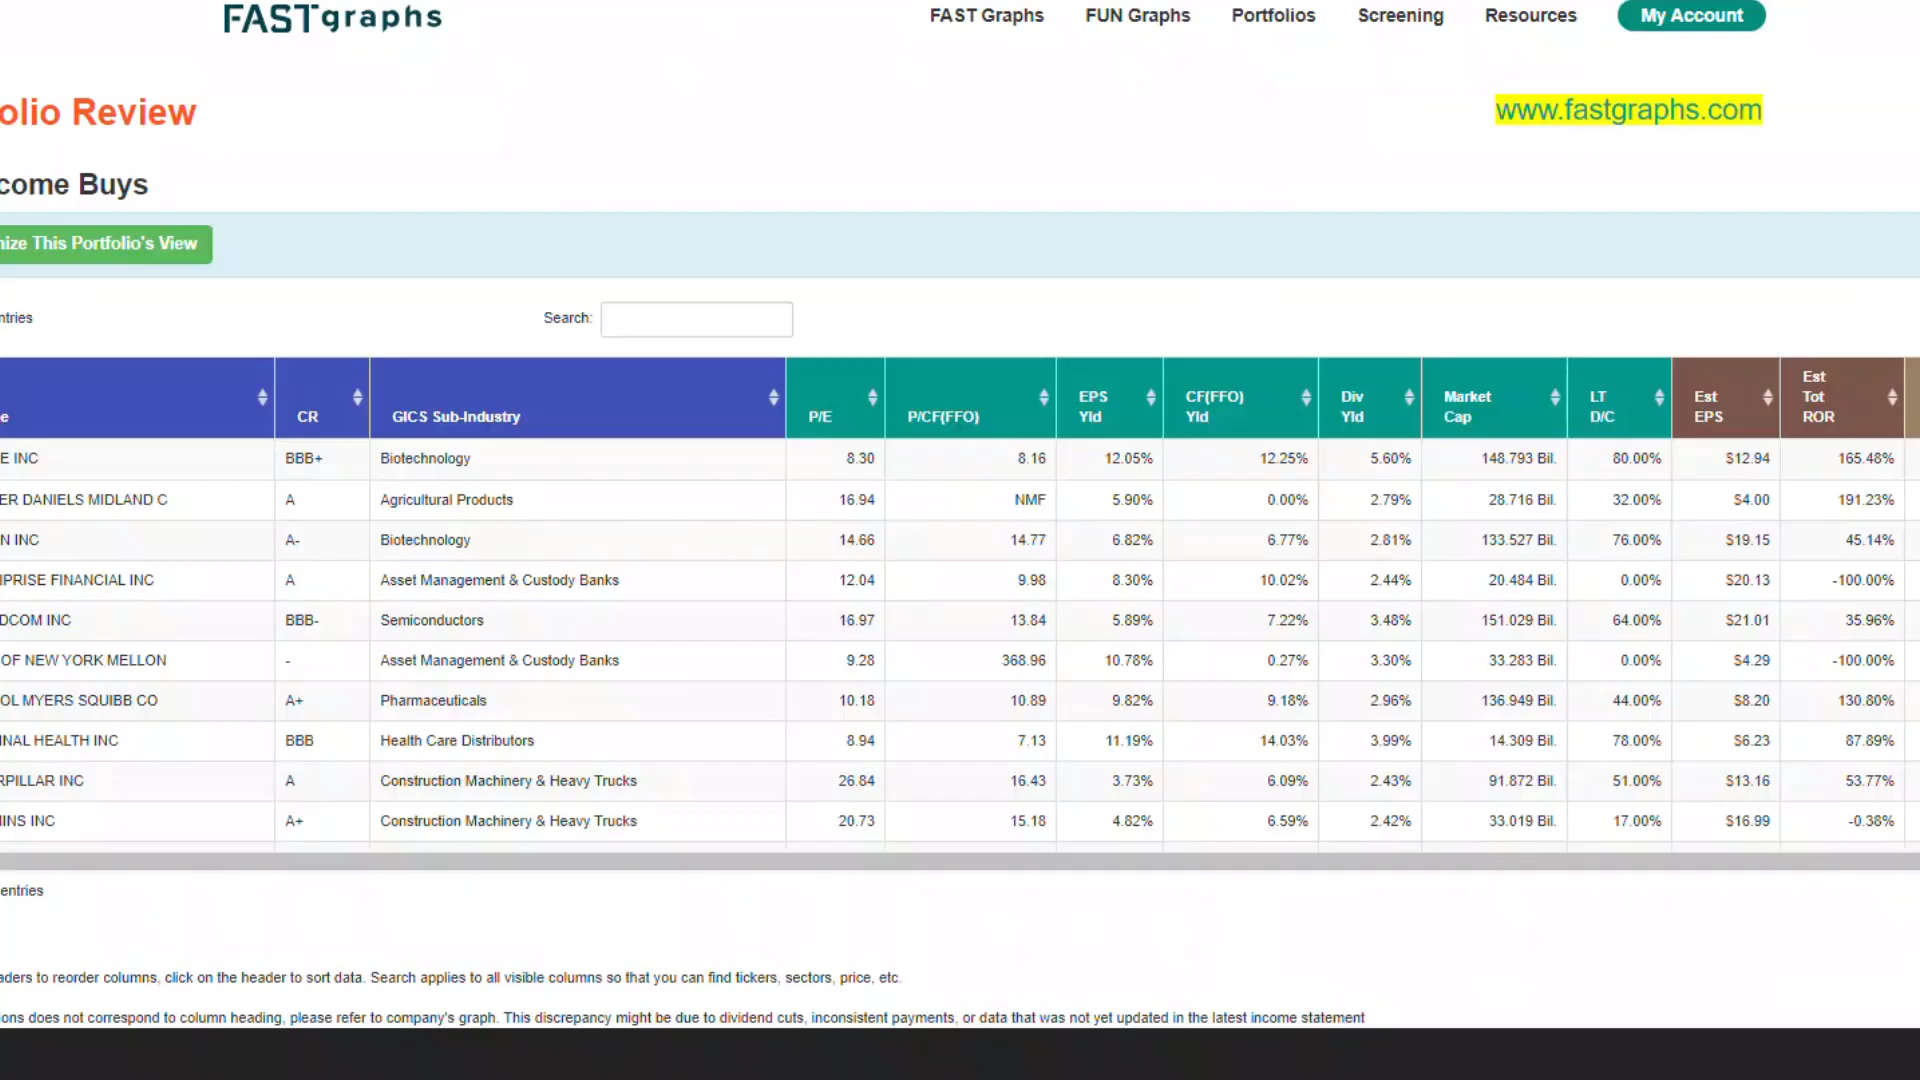 FASTgraphs FAST Graphs FUN Graphs Portfolios Screening Resources My Account
olio Review www.fastgraphs.com
come Buys
nize This Portfolio's View
ntries Search:
e CR GICS Sub-Industry P/E P/CF(FFO) EPS Yld CF(FFO) Yld Div Yld Market Cap LT D/C Est EPS Est Tot ROR
E INC BBB+ Biotechnology 8.30 8.16 12.05% 12.25% 5.60% 148.793 Bil. 80.00% $12.94 165.48%
ER DANIELS MIDLAND C A Agricultural Products 16.94 NMF 5.90% 0.00% 2.79% 28.716 Bil. 32.00% $4.00 191.23%
N INC A- Biotechnology 14.66 14.77 6.82% 6.77% 2.81% 133.527 Bil. 76.00% $19.15 45.14%
IPRISE FINANCIAL INC A Asset Management & Custody Banks 12.04 9.98 8.30% 10.02% 2.44% 20.484 Bil. 0.00% $20.13 -100.00%
DCOM INC BBB- Semiconductors 16.97 13.84 5.89% 7.22% 3.48% 151.029 Bil. 64.00% $21.01 35.96%
OF NEW YORK MELLON - Asset Management & Custody Banks 9.28 368.96 10.78% 0.27% 3.30% 33.283 Bil. 0.00% $4.29 -100.00%
OL MYERS SQUIBB CO A+ Pharmaceuticals 10.18 10.89 9.82% 9.18% 2.96% 136.949 Bil. 44.00% $8.20 130.80%
INAL HEALTH INC BBB Health Care Distributors 8.94 7.13 11.19% 14.03% 3.99% 14.309 Bil. 78.00% $6.23 87.89%
RPILLAR INC A Construction Machinery & Heavy Trucks 26.84 16.43 3.73% 6.09% 2.43% 91.872 Bil. 51.00% $13.16 53.77%
IINS INC A+ Construction Machinery & Heavy Trucks 20.73 15.18 4.82% 6.59% 2.42% 33.019 Bil. 17.00% $16.99 -0.38%
entries
aders to reorder columns, click on the header to sort data. Search applies to all visible columns so that you can find tickers, sectors, price, etc.
ions does not correspond to column heading, please refer to company's graph. This discrepancy might be due to dividend cuts, inconsistent payments, or data that was not yet updated in the latest income statement